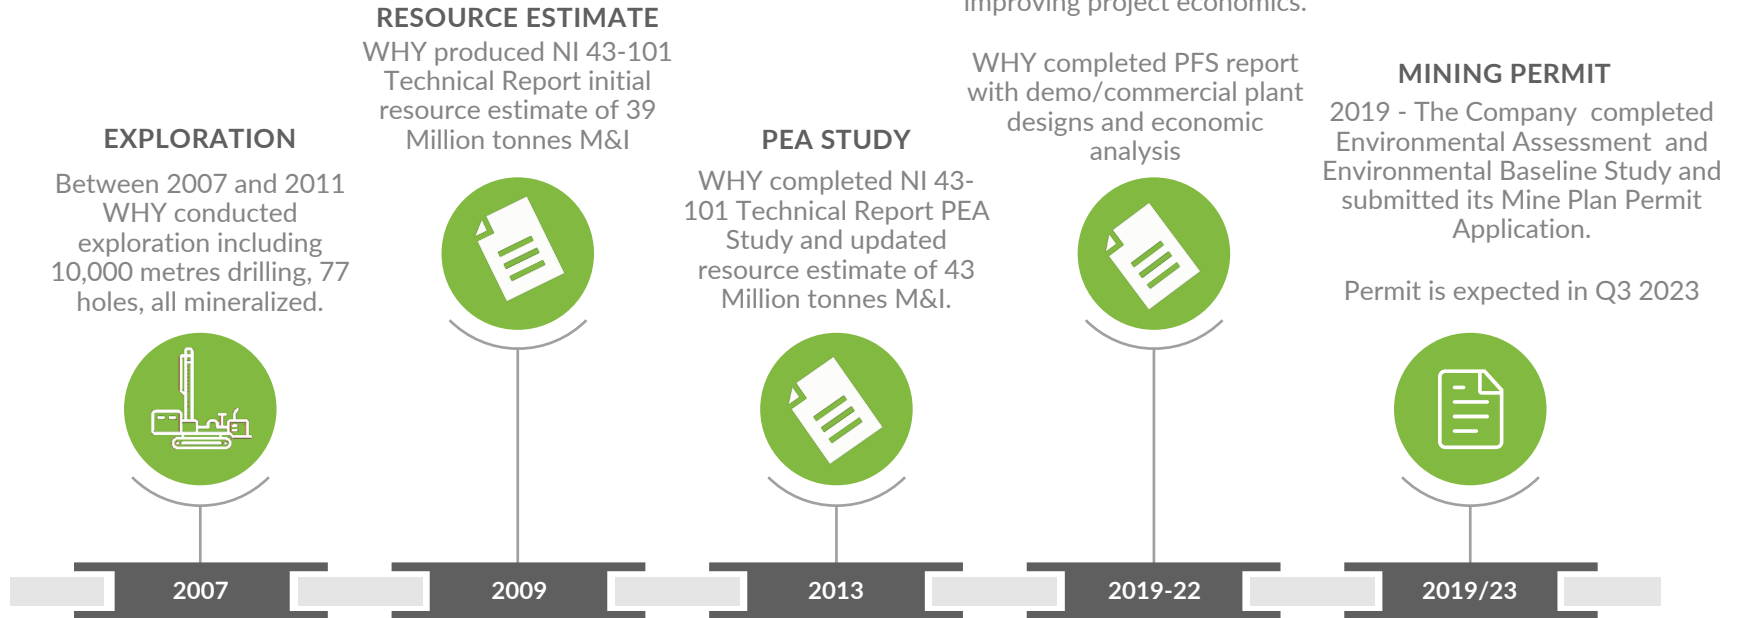 EXPLORATION
Between 2007 and 2011
WHY conducted
exploration including
10,000 metres drilling, 77
holes, all mineralized.
RESOURCE ESTIMATE
WHY produced NI 43-101
Technical Report initial
resource estimate of 39
Million tonnes M&I
PEA STUDY
WHY completed NI 43-
101 Technical Report PEA
Study and updated
resource estimate of 43
Million tonnes M&I.
improving project economics.
WHY completed PFS report
with demo/commercial plant
designs and economic
analysis
MINING PERMIT
2019 - The Company completed
Environmental Assessment and
Environmental Baseline Study and
submitted its Mine Plan Permit
Application.
Permit is expected in Q3 2023
2007
2009
2013
2019-22
2019/23